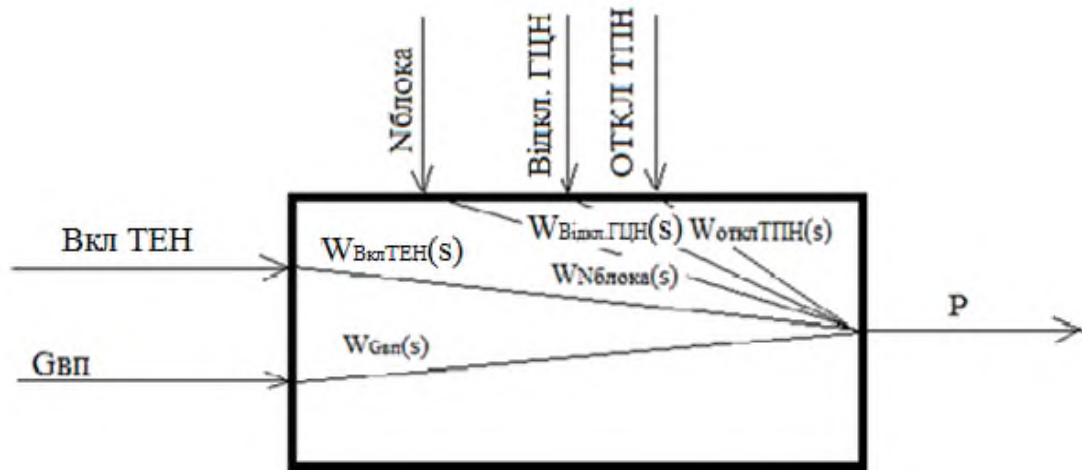 Nблока
Відкл. ГЦН
ОТКЛ ТПН
Вкл ТЕН
WВклТЕН(s)
WВідкл.ГЦН(s)
WотклТПН(s)
WNблока(s)
P
Gвп
WGвп(s)